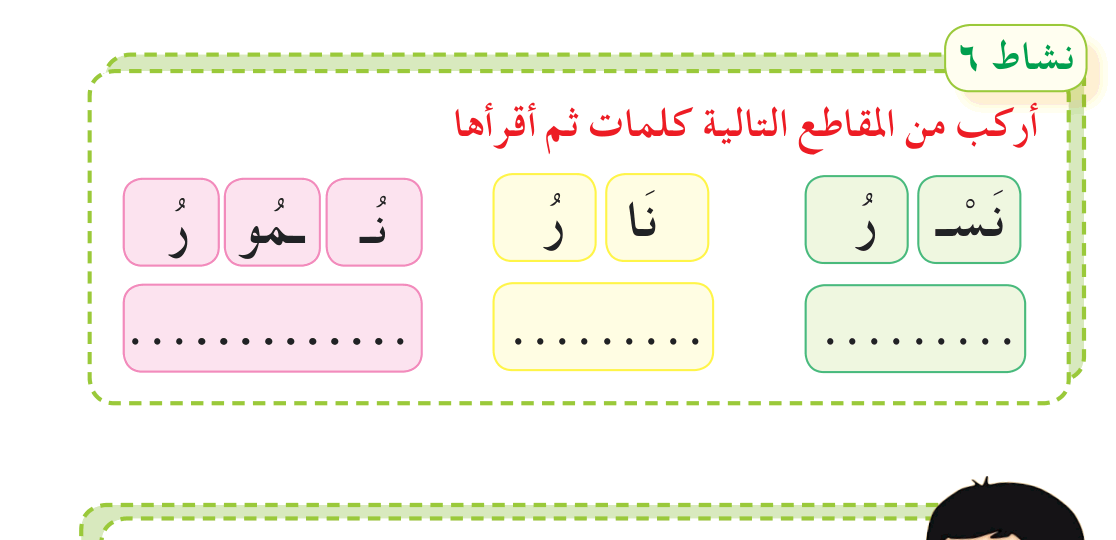 نشاط ٦
أركب من المقاطع التالية كلمات ثم أقرأها
نَسْـ رُ نَا رُ نُـ ـمُو رُ
......... ......... .............